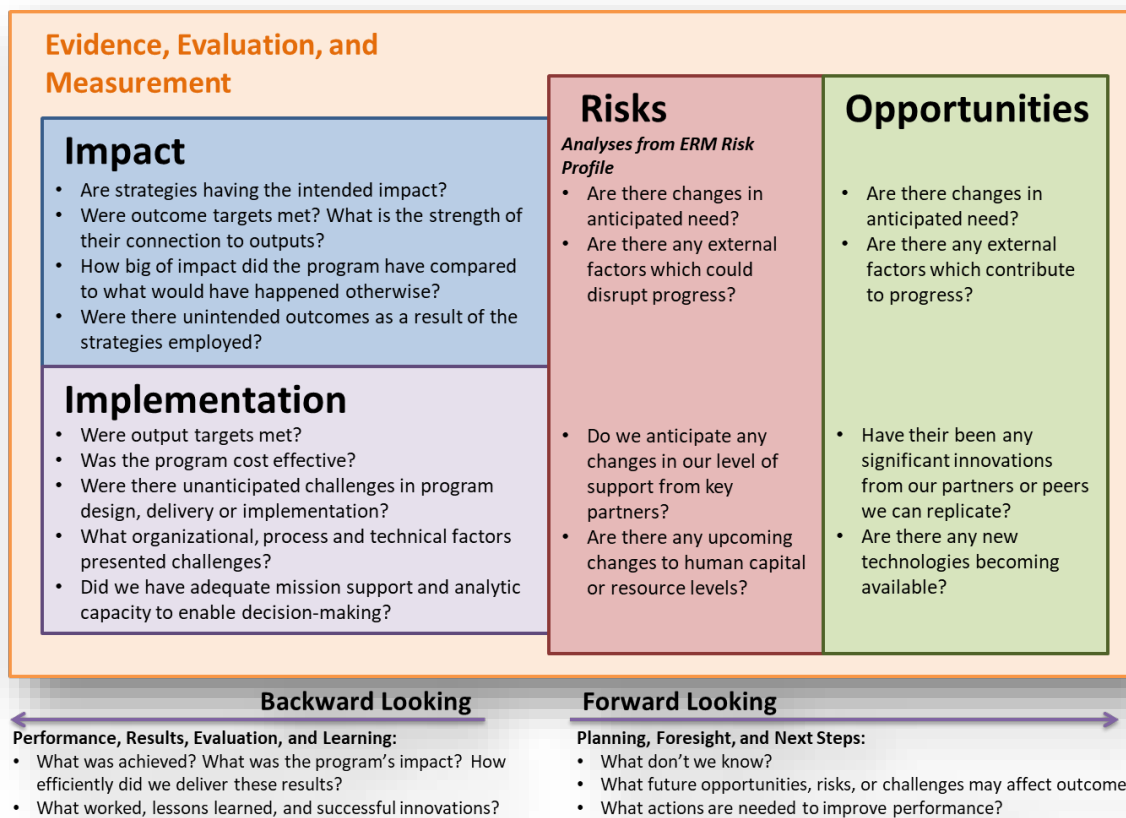 Evidence, Evaluation, and
Measurement
Impact
• Are strategies having the intended impact?
• Were outcome targets met? What is the strength of
their connection to outputs?
• How big of impact did the program have compared
to what would have happened otherwise?
• Were there unintended outcomes as a result of the
strategies employed?
Implementation
• Were output targets met?
• Was the program cost effective?
• Were there unanticipated challenges in program
design, delivery or implementation?
• What organizational, process and technical factors
presented challenges?
• Did we have adequate mission support and analytic
capacity to enable decision-making?
Risks
Analyses from ERM Risk
Profile
• Are there changes in
anticipated need?
• Are there any external
factors which could
disrupt progress?
• Do we anticipate any
changes in our level of
support from key
partners?
• Are there any upcoming
changes to human capital
or resource levels?
Opportunities
• Are there changes in
anticipated need?
• Are there any external
factors which contribute
to progress?
• Have their been any
significant innovations
from our partners or peers
we can replicate?
• Are there any new
technologies becoming
available?
Backward Looking
Performance, Results, Evaluation, and Learning:
• What was achieved? What was the program's impact? How
efficiently did we deliver these results?
• What worked, lessons learned, and successful innovations?
Forward Looking
Planning, Foresight, and Next Steps:
• What don't we know?
• What future opportunities, risks, or challenges may affect outcome
• What actions are needed to improve performance?